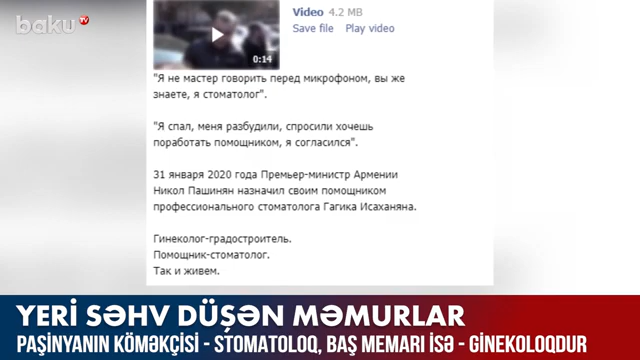 baku TV
Video 4.2 MB
Save file Play video
0:14
"Я не мастер говорить перед микрофоном, вы же
знаете, я стоматолог".
"Я спал, меня разбудили, спросили хочешь
поработать помощником, я согласился".
31 января 2020 года Премьер-министр Армении
Никол Пашинян назначил своим помощником
профессионального стоматолога Гагика Исаханяна.
Гинеколог-градостроитель.
Помощник-стоматолог.
Так и живем.
YERİ SƏHV DÜŞƏN MƏMURLAR
PAŞİNYANIN KÖMƏKÇİSİ - STOMATOLOQ, BAŞ MEMARI İSƏ - GİNEKOLOQDUR